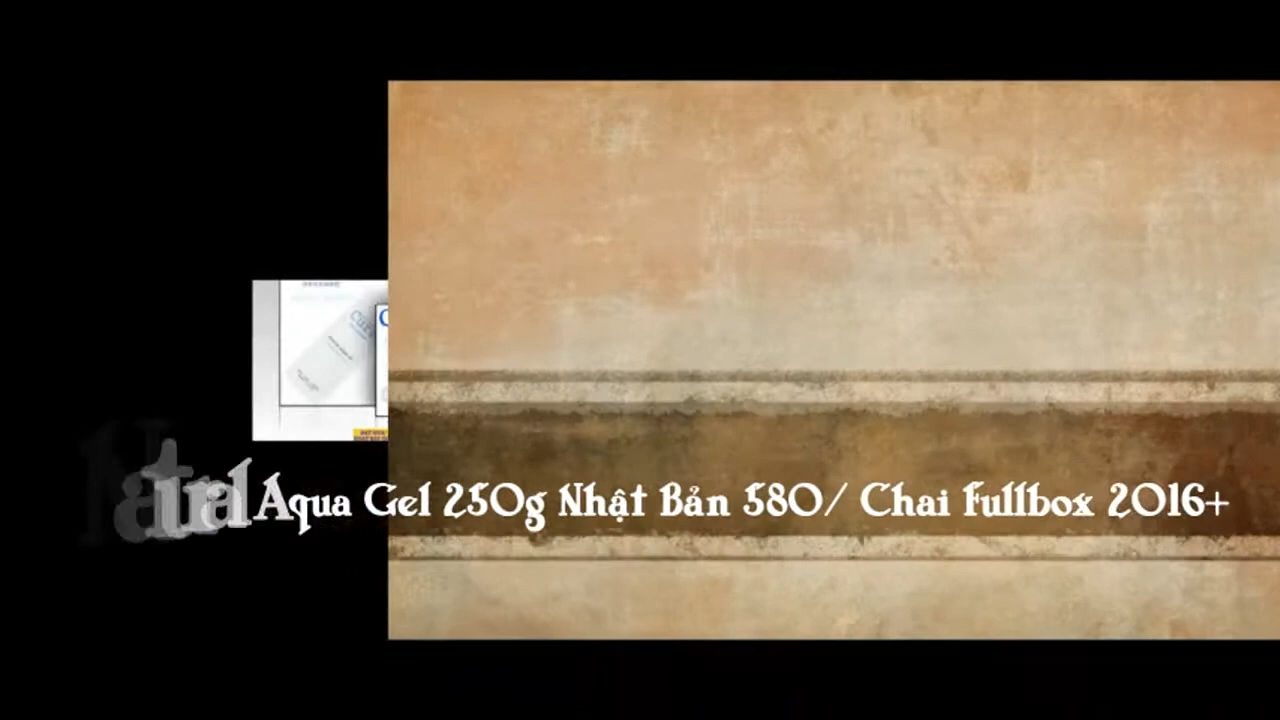 Natural Aqua Gel 250g Nhật Bản 580/ Chai Fullbox 2016+